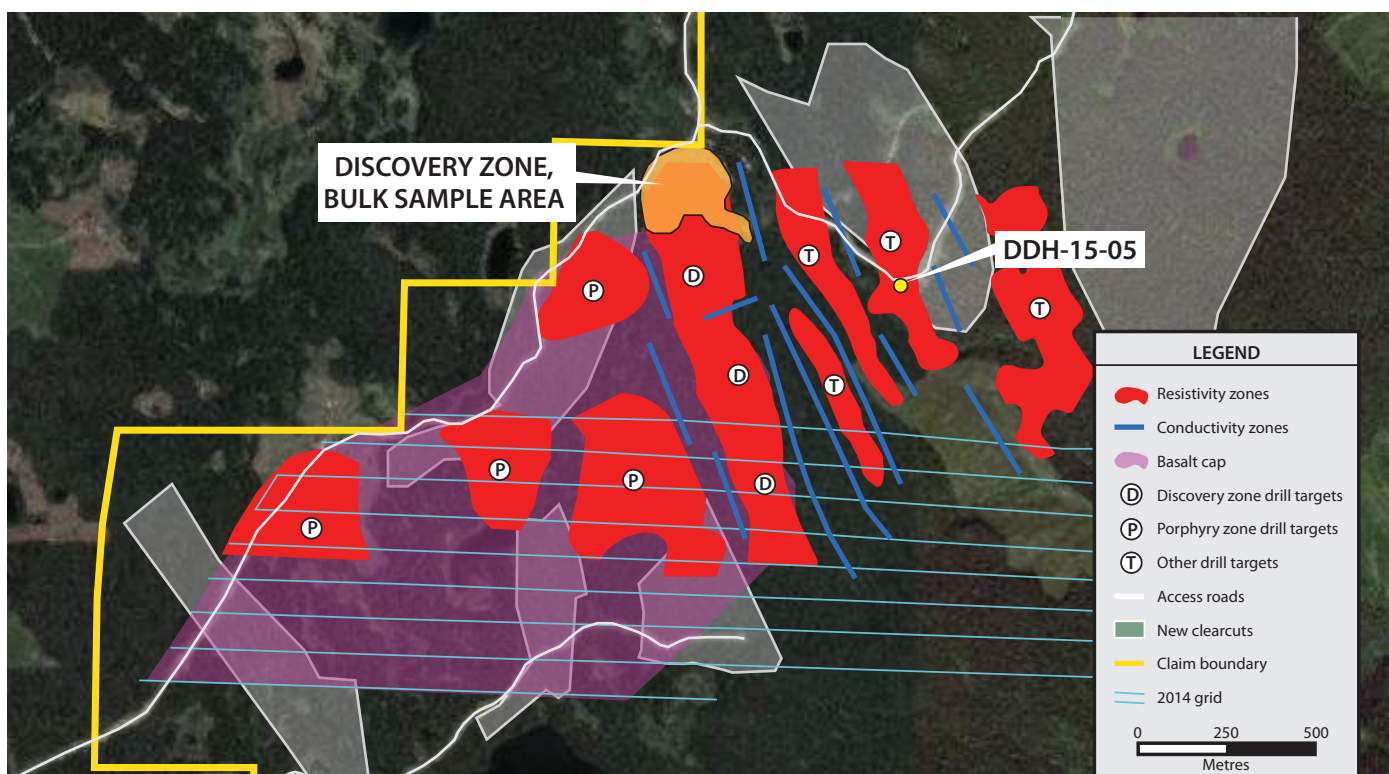 DISCOVERY ZONE,
BULK SAMPLE AREA
DDH-15-05
D
P
T
T
T
D
T
P
P
D
P
LEGEND
Resistivity zones
Conductivity zones
Basalt cap
D Discovery zone drill targets
P Porphyry zone drill targets
T Other drill targets
Access roads
New clearcuts
Claim boundary
2014 grid
0 250 500
Metres